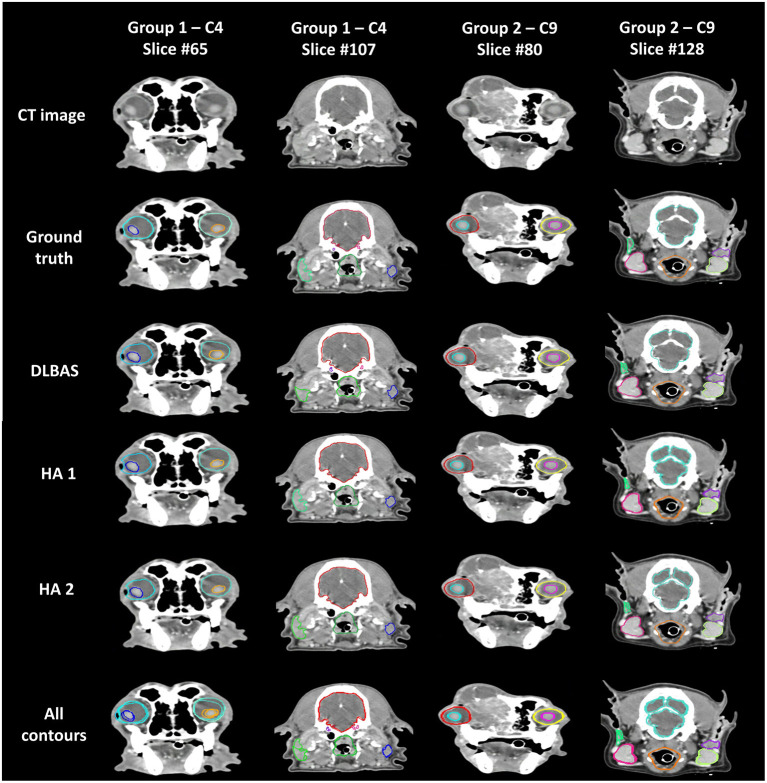 Group 1 – C4
Slice #65
Group 1 – C4
Slice #107
Group 2 – C9
Slice #80
Group 2 – C9
Slice #128
CT image
Ground
truth
DLBAS
HA 1
HA 2
All
contours